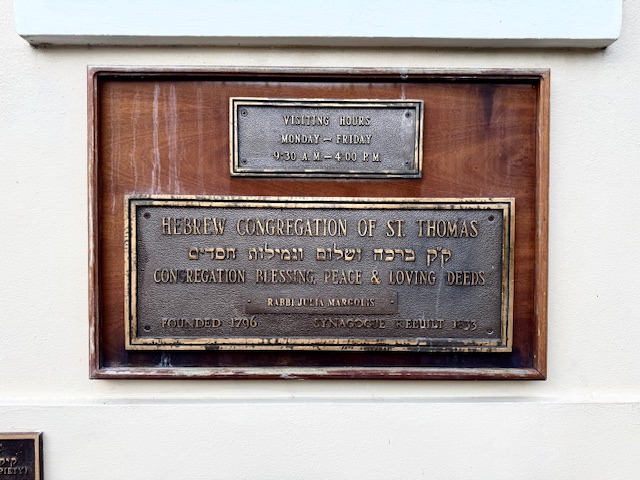 VISITING HOURS
MONDAY – FRIDAY
9:30 A.M. – 4:00 P.M.
HEBREW CONGREGATION OF ST. THOMAS
ק״ק ברכה ושלום וגמילות חסדים
CONGREGATION BLESSING, PEACE & LOVING DEEDS
RABBI JULIA MARGOLIS
FOUNDED 1796 SYNAGOGUE REBUILT 1833
PIETY)